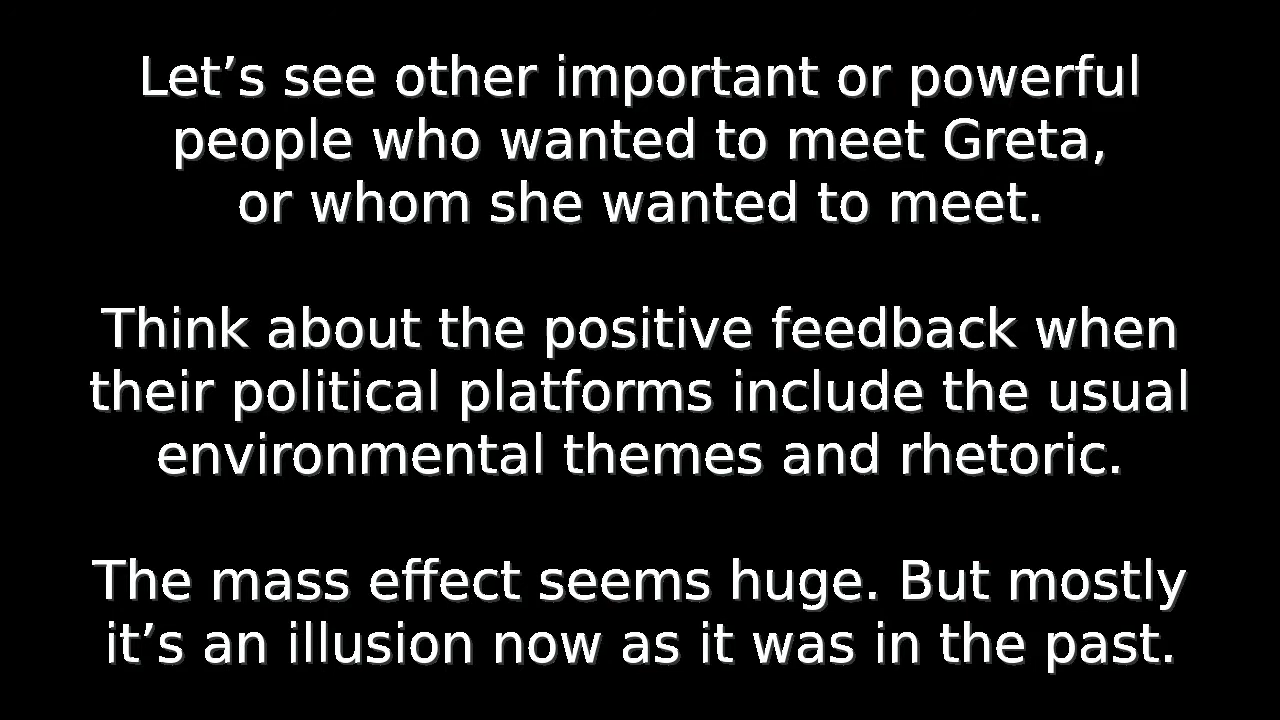 Let’s see other important or powerful
people who wanted to meet Greta,
or whom she wanted to meet.
Think about the positive feedback when
their political platforms include the usual
environmental themes and rhetoric.
The mass effect seems huge. But mostly
it’s an illusion now as it was in the past.